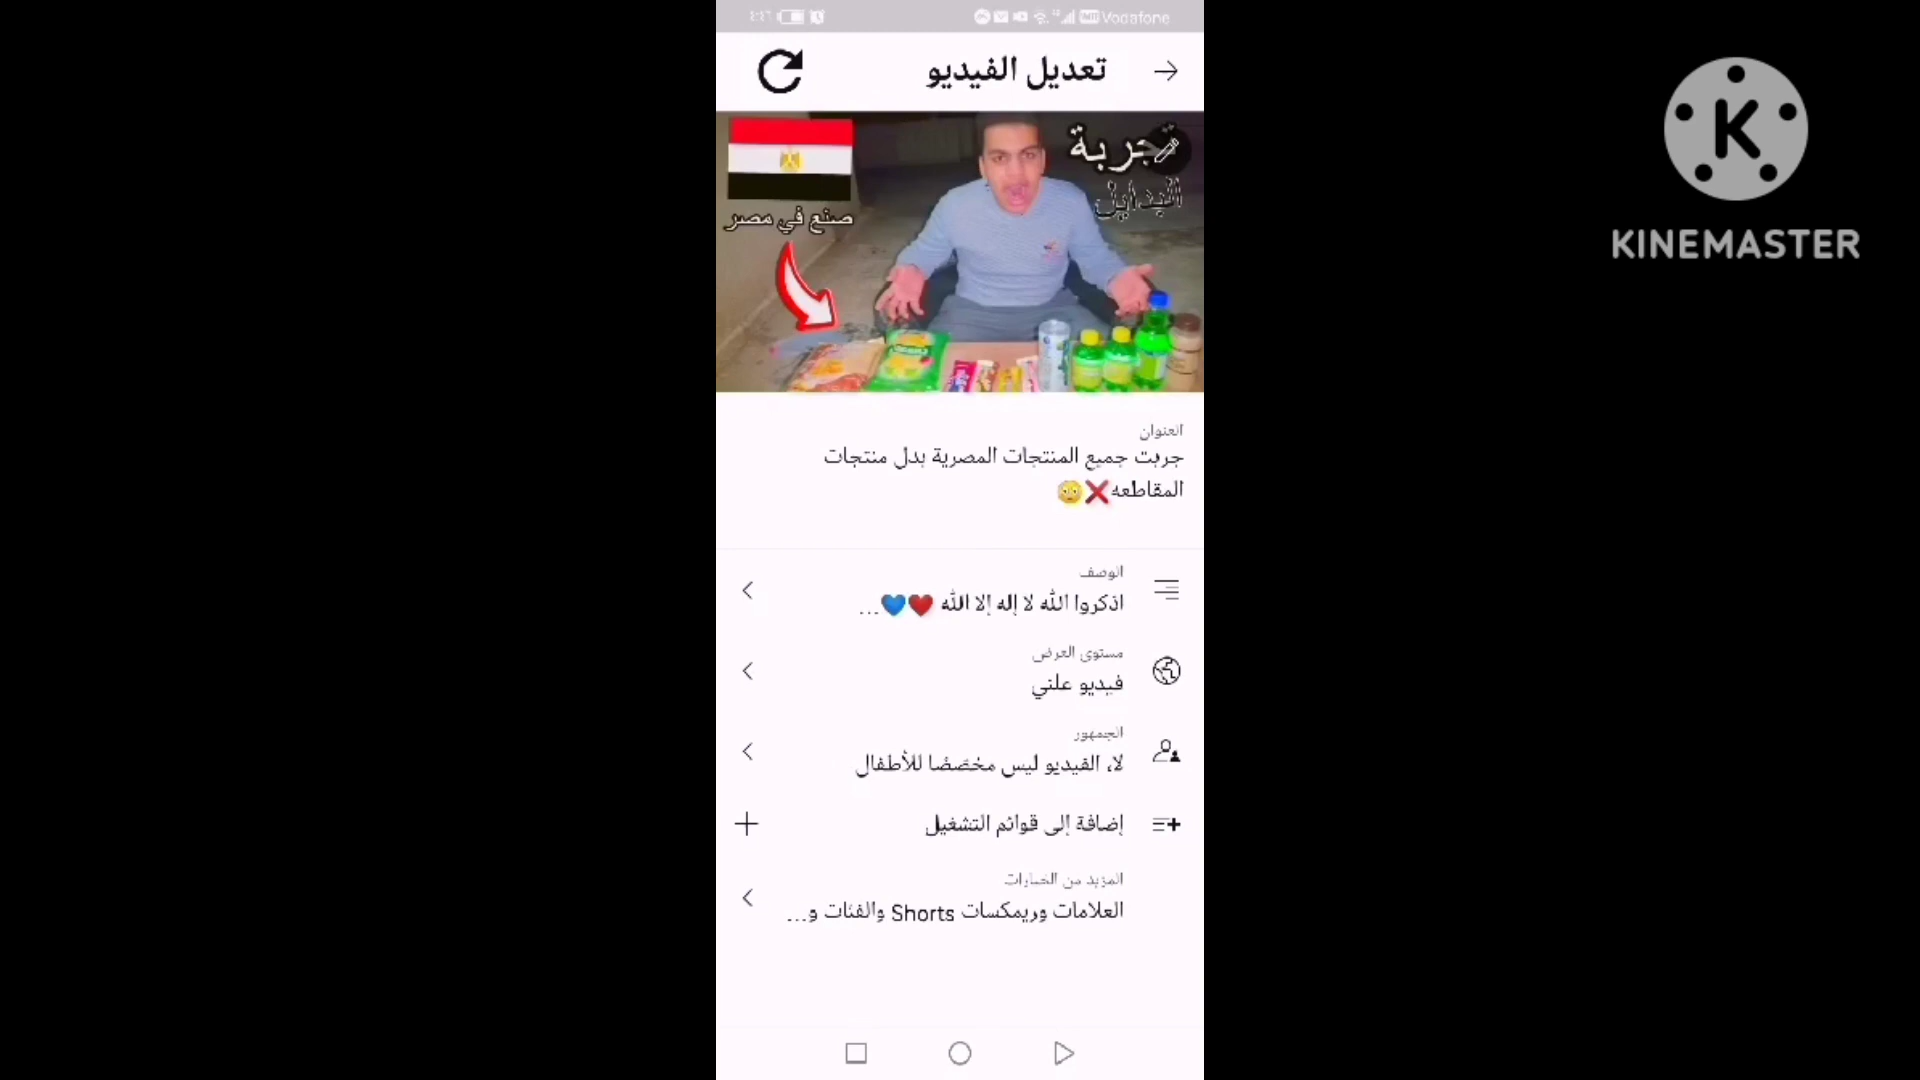 Vodafone
تعديل الفيديو
تجربة
البدايل
صنع في مصر
العنوان
جربت جميع المنتجات المصرية بدل منتجات
المقاطعه❌😳
الوصف
اذكروا الله لا إله إلا الله ❤️💙...
مستوى العرض
فيديو علني
الجمهور
لا، الفيديو ليس مخصّصًا للأطفال
إضافة إلى قوائم التشغيل
المزيد من الخيارات
العلامات وريمكسات Shorts والفئات و...
K
KINEMASTER